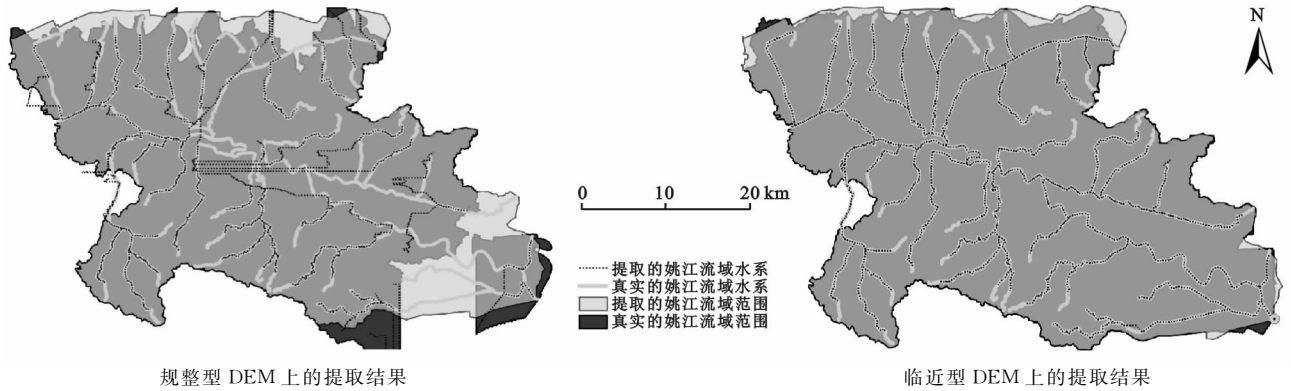 N
0 10 20 km
提取的姚江流域水系
真实的姚江流域水系
提取的姚江流域范围
真实的姚江流域范围
规整型 DEM 上的提取结果
临近型 DEM 上的提取结果